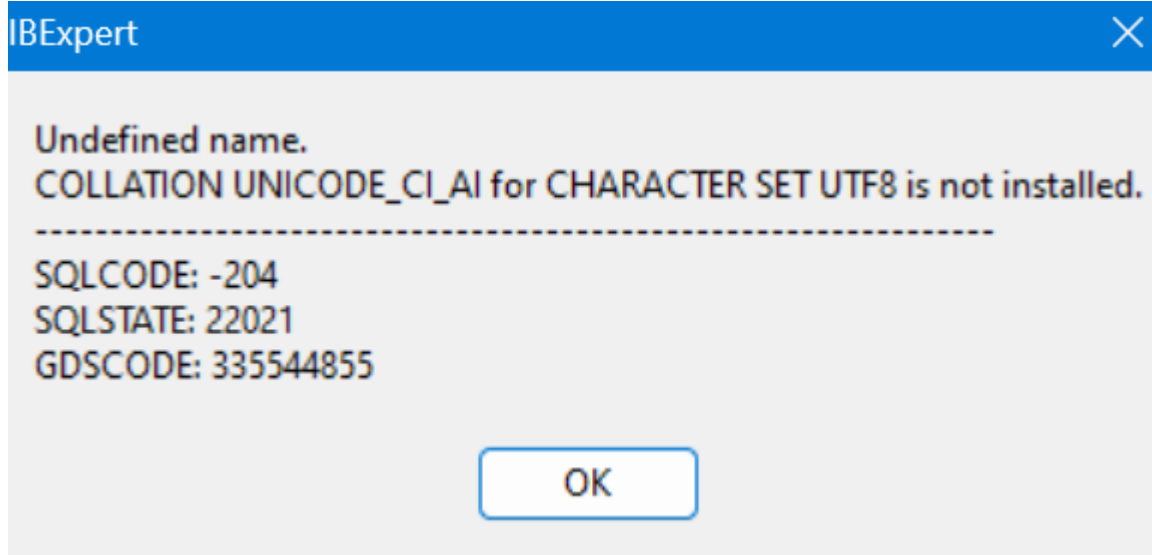 IBExpert
Undefined name.
COLLATION UNICODE_CI_AI for CHARACTER SET UTF8 is not installed.
-----------------------------------------------------------------
SQLCODE: -204
SQLSTATE: 22021
GDSCODE: 335544855
OK